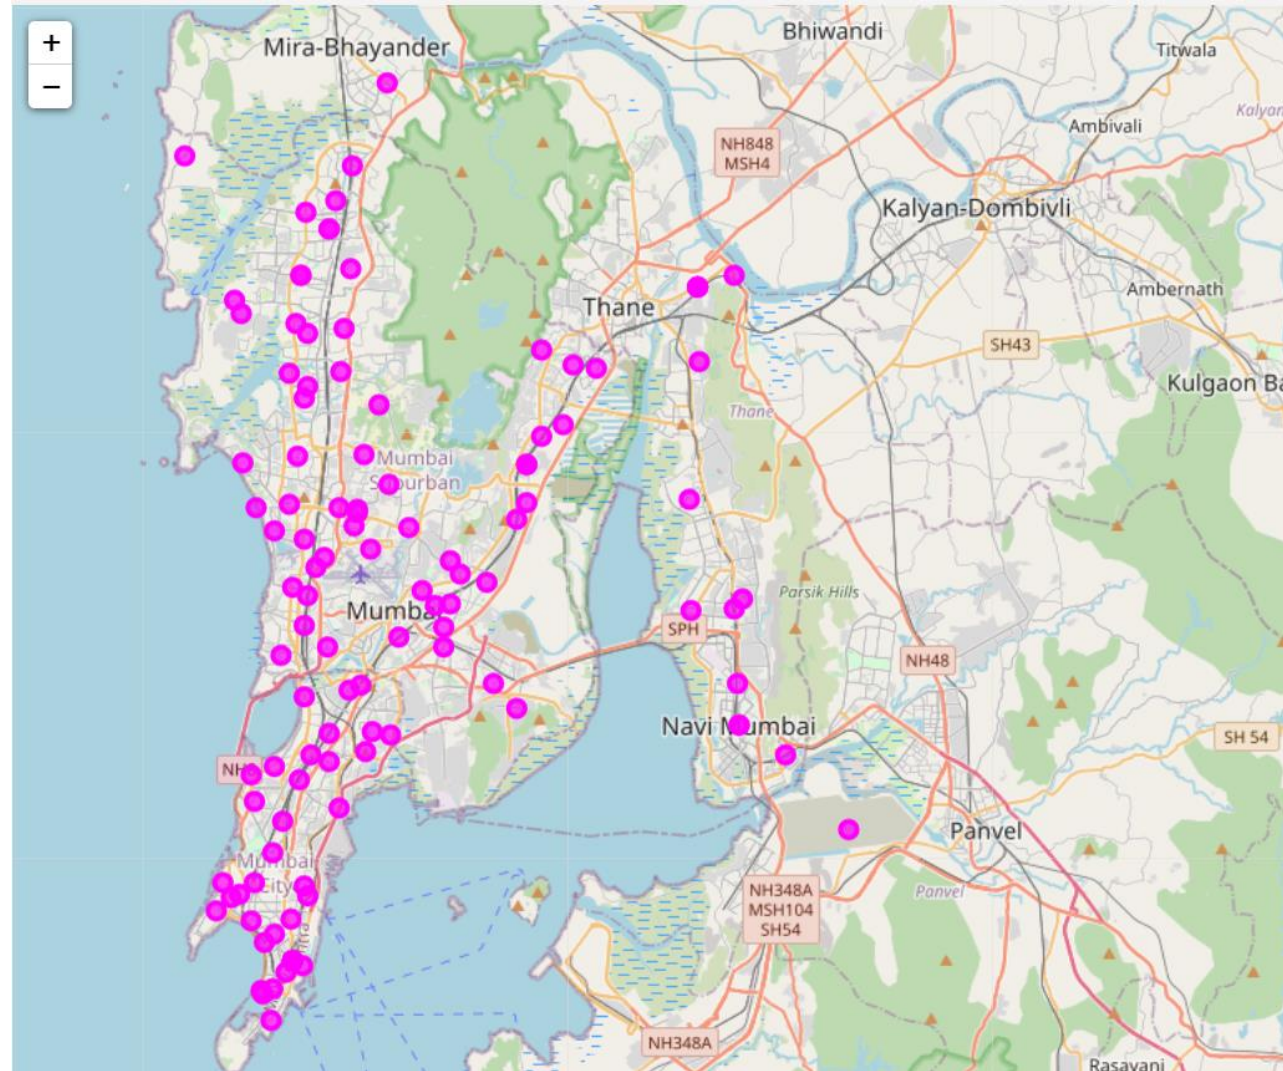 +
−
Mira-Bhayander
Bhiwandi
Titwala
Kalyan
Ambivali
NH848
MSH4
Kalyan-Dombivli
Ambernath
Thane
SH43
Kulgaon Ba
Thane
Mumbai
Suburban
Parsik Hills
Mumbai
SPH
NH48
Navi Mumbai
SH 54
NH
Panvel
Mumbai
City
NH348A
MSH104
SH54
Panvel
NH348A
Rasayani